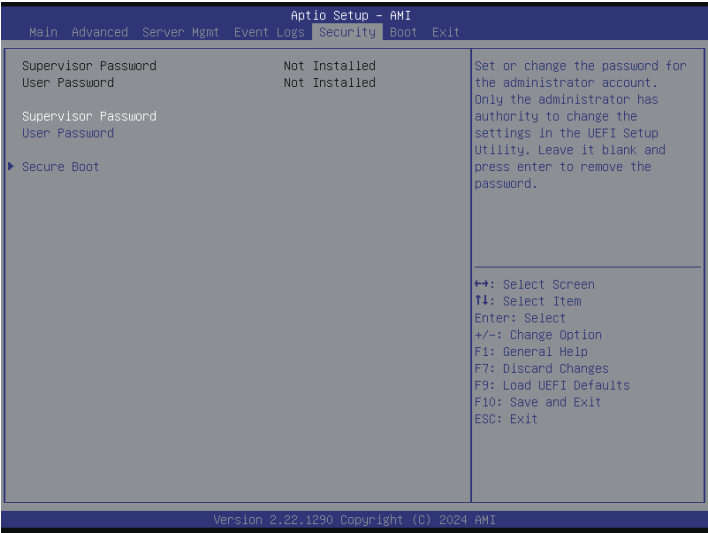 Aptio Setup – AMI
Main Advanced Server Mgmt Event Logs Security Boot Exit
Supervisor Password Not Installed
User Password Not Installed
Supervisor Password
User Password
Secure Boot
Set or change the password for
the administrator account.
Only the administrator has
authority to change the
settings in the UEFI Setup
Utility. Leave it blank and
press enter to remove the
password.
↔: Select Screen
↑↓: Select Item
Enter: Select
+/-: Change Option
F1: General Help
F7: Discard Changes
F9: Load UEFI Defaults
F10: Save and Exit
ESC: Exit
Version 2.22.1290 Copyright (C) 2024 AMI